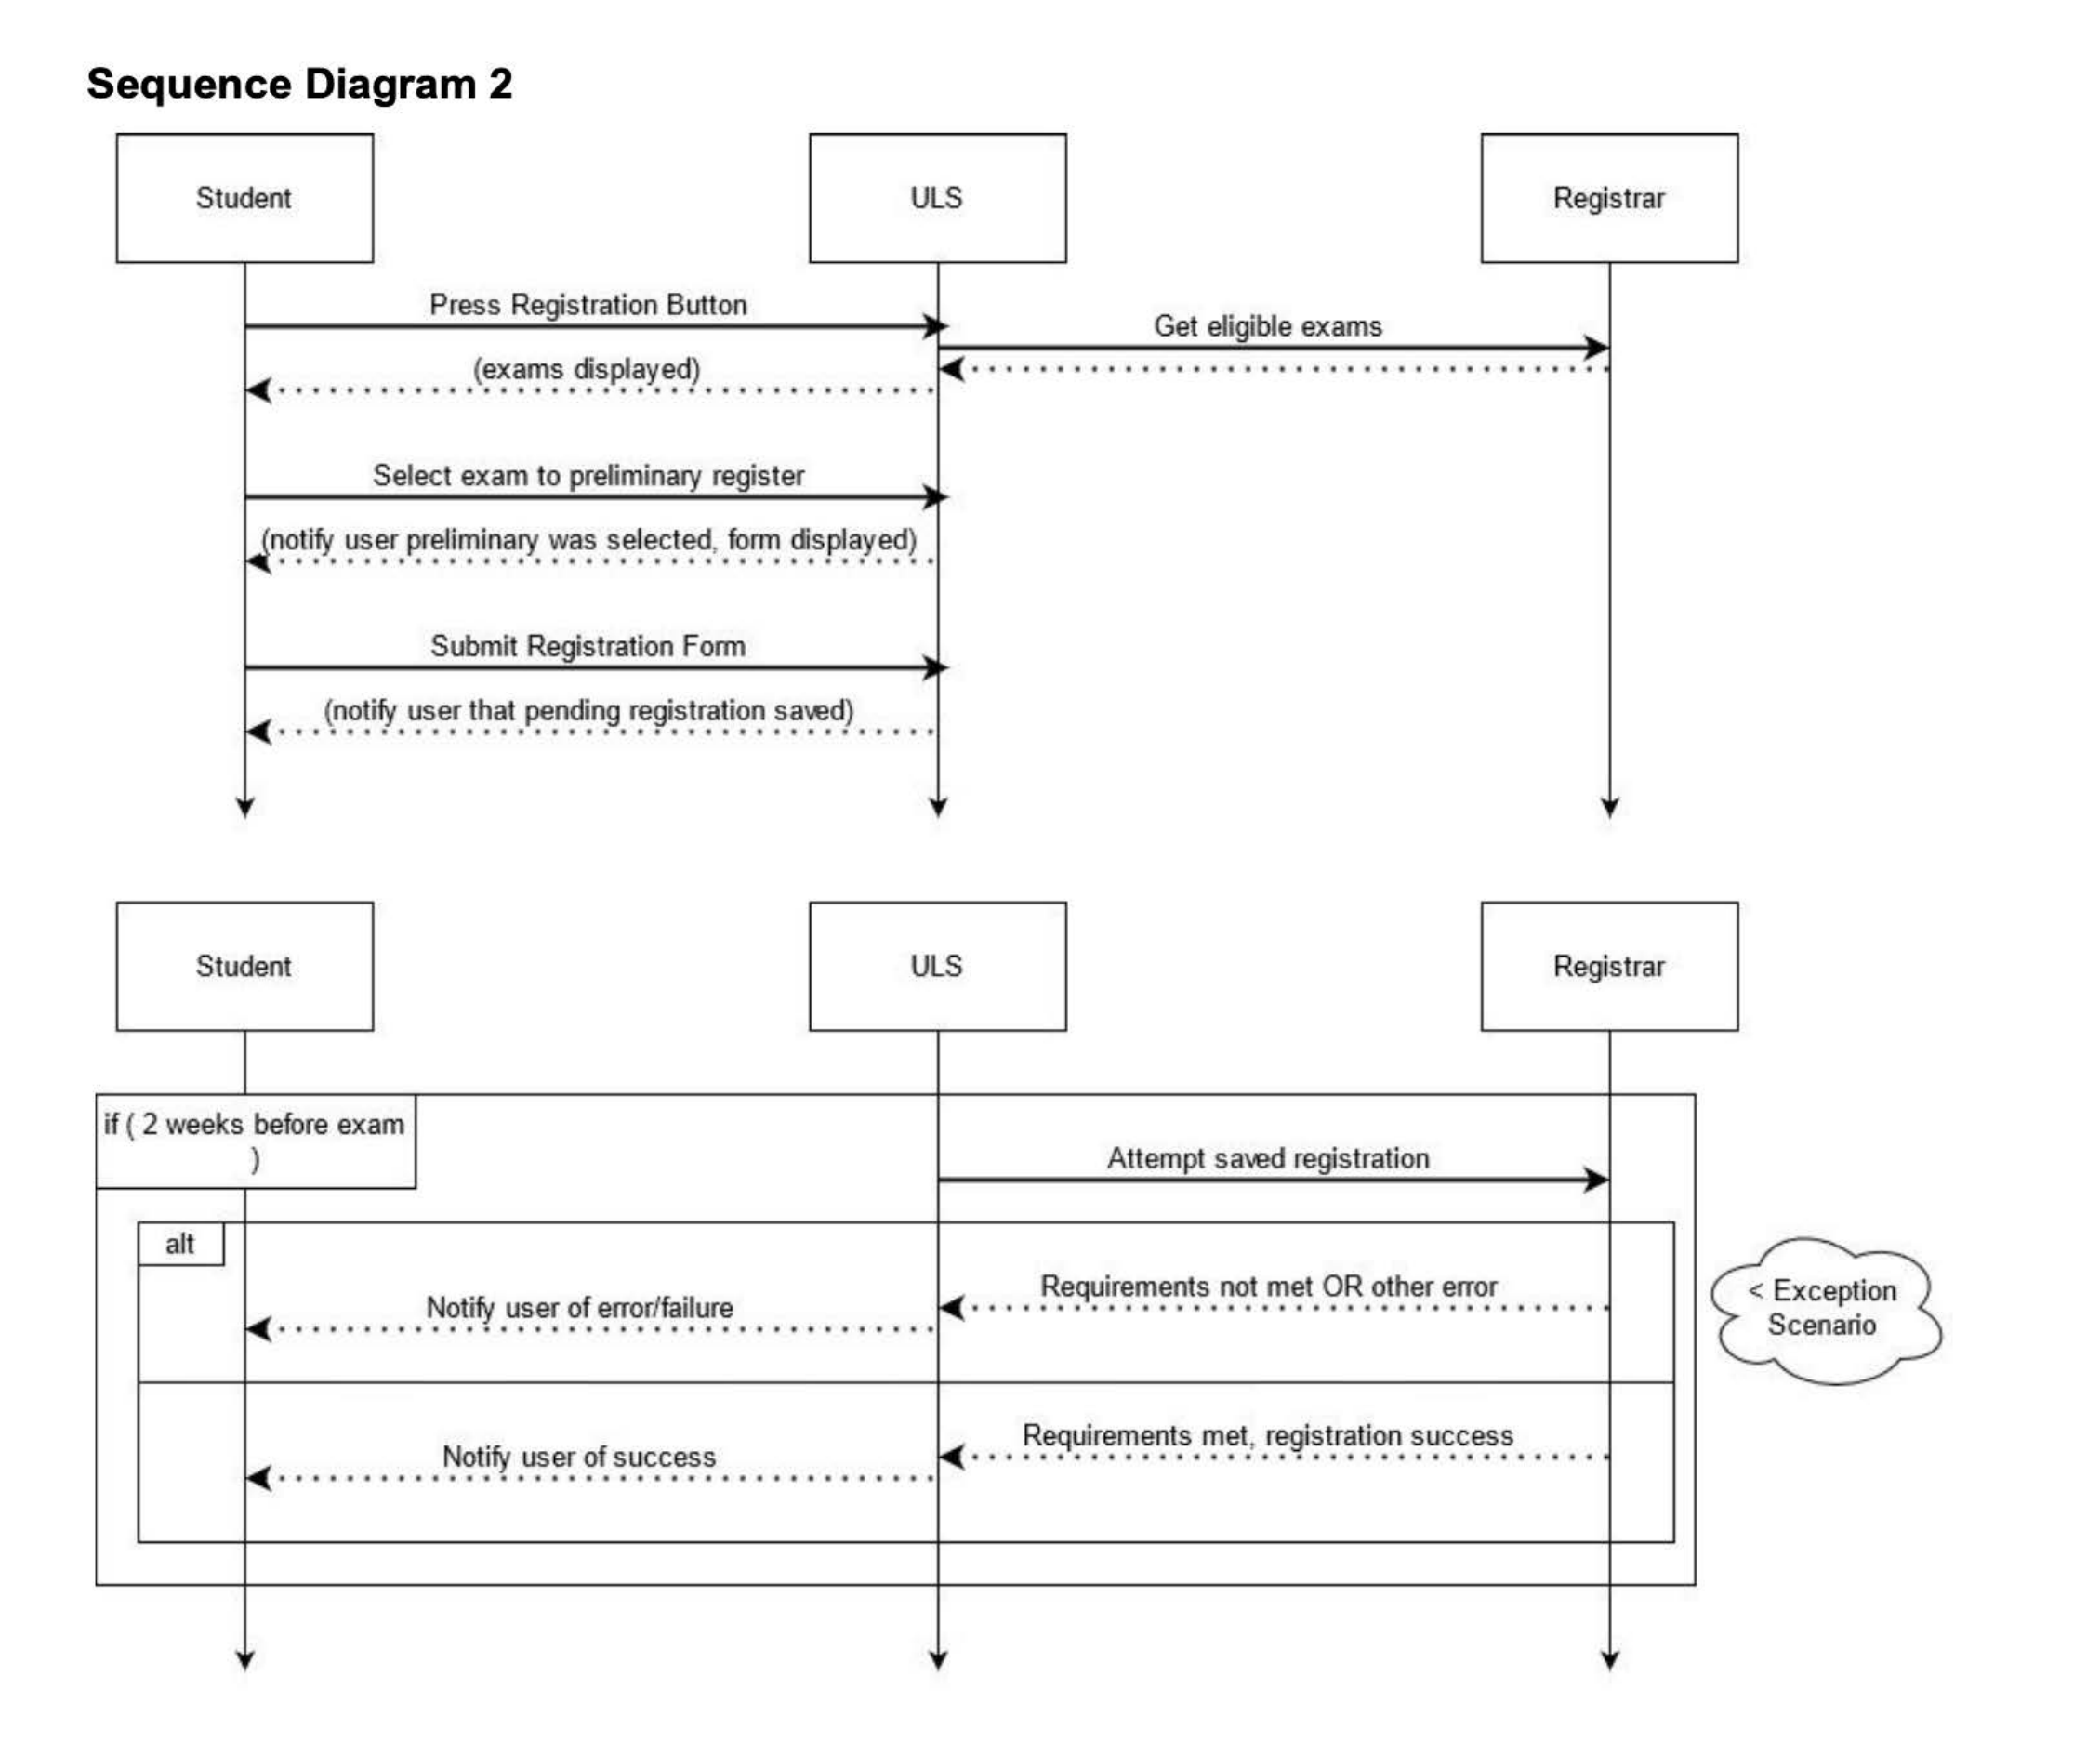 Sequence Diagram 2
Student
ULS
Registrar
Press Registration Button
Get eligible exams
(exams displayed)
Select exam to preliminary register
(notify user preliminary was selected, form displayed)
Submit Registration Form
(notify user that pending registration saved)
Student
ULS
Registrar
if ( 2 weeks before exam
)
Attempt saved registration
alt
Requirements not met OR other error
Notify user of error/failure
< Exception
Scenario
Requirements met, registration success
Notify user of success